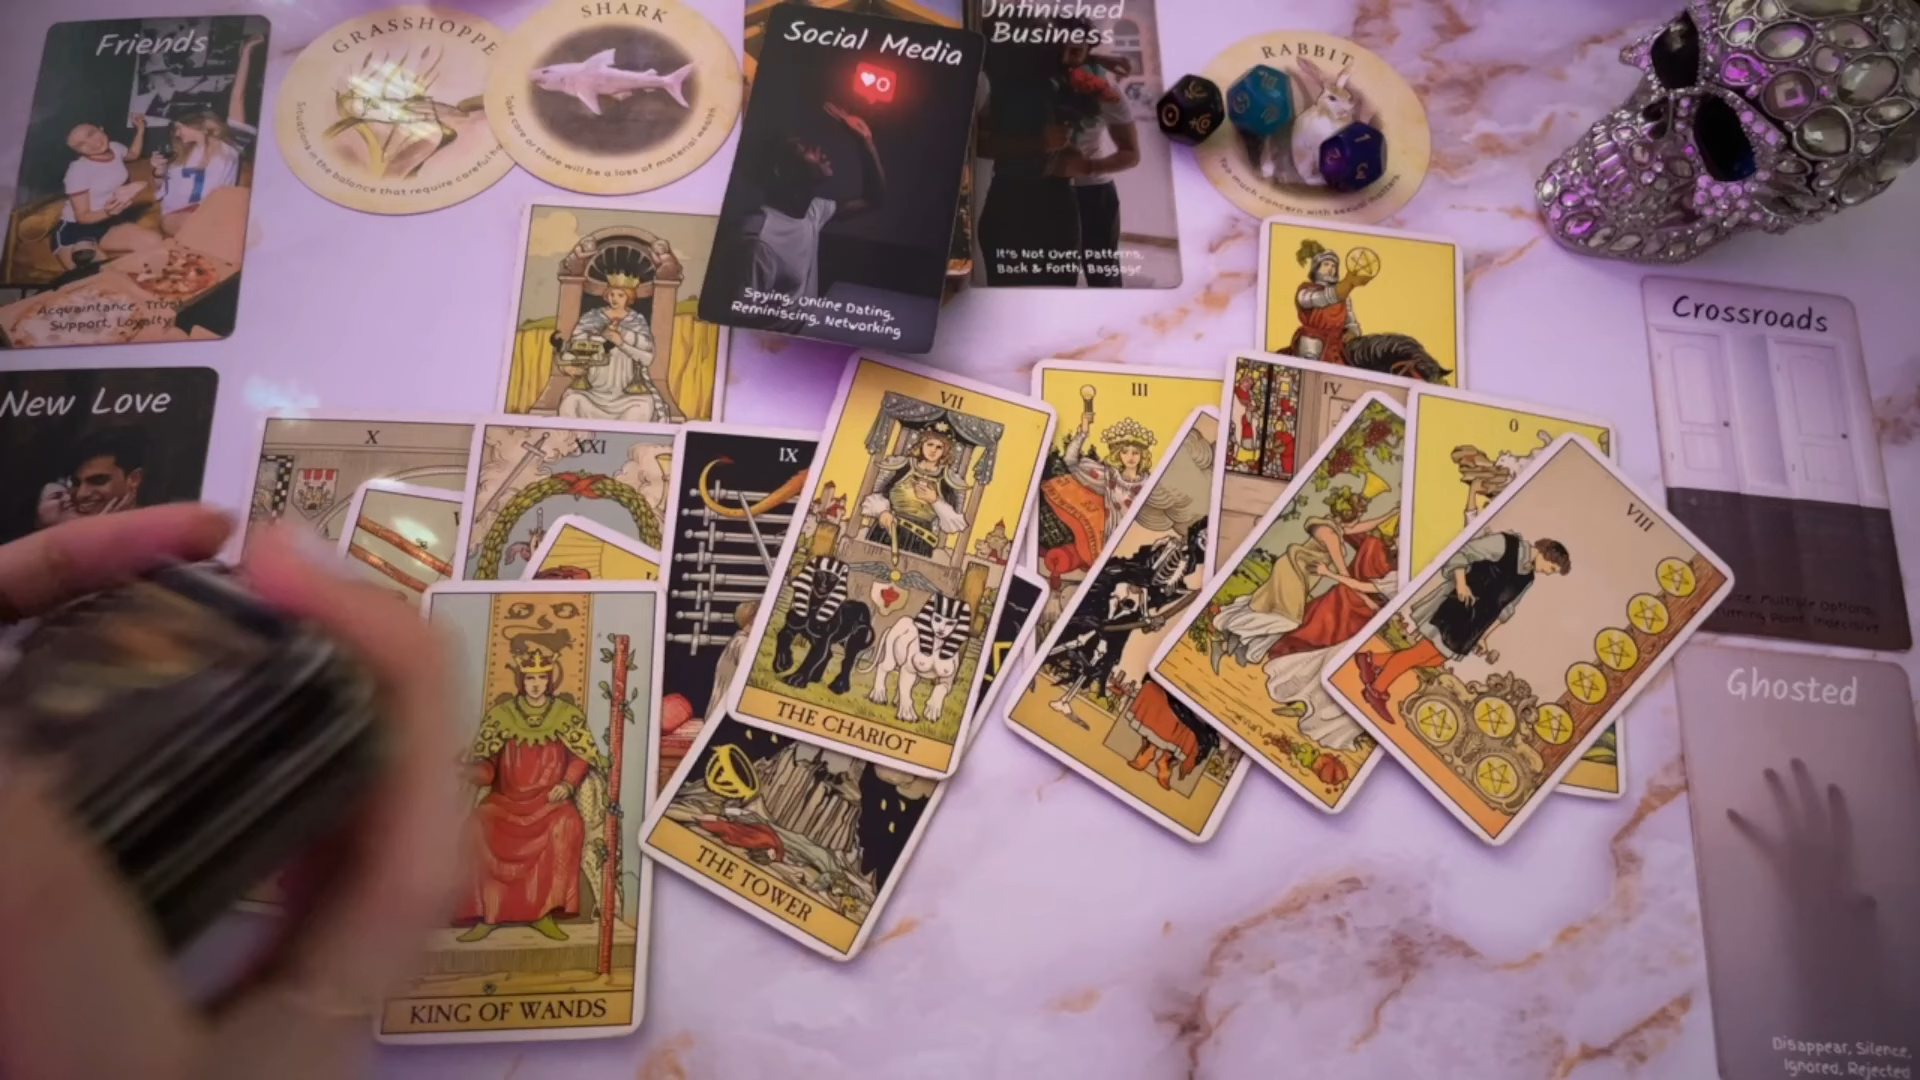 Friends
Acquaintance, Trust
Support, Loyalty
GRASSHOPPE
Situations in the balance that require careful
SHARK
Take care or there will be a loss of material wealth
Social Media
0
Spying, Online Dating,
Reminiscing, Networking
Unfinished
Business
It's Not Over, Patterns,
Back & Forth, Baggage
RABBIT
Too much concern with sexual matters.
New Love
X
XXI
IX
VII
THE CHARIOT
III
IV
0
VIII
Crossroads
Multiple Options,
Turning Point, Indecisive
KING OF WANDS
THE TOWER
Ghosted
Disappear, Silence,
Ignored, Rejected